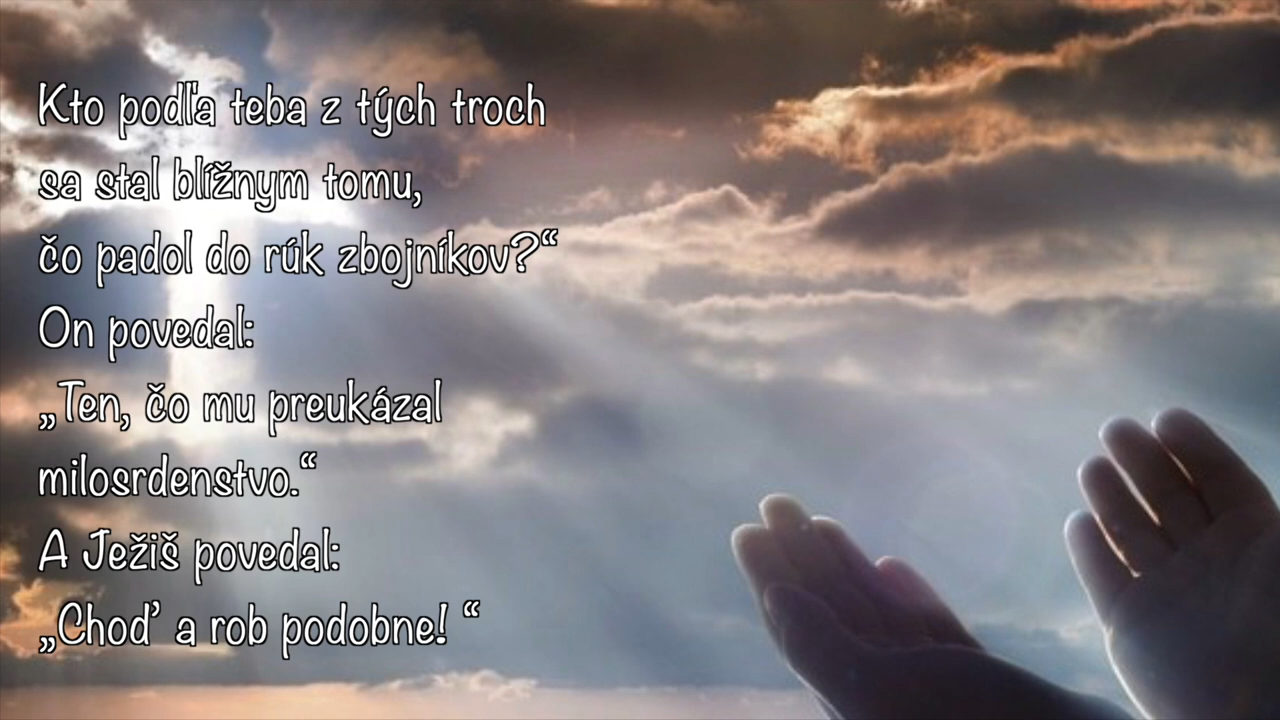 Kto podľa teba z tých troch
sa stal blížnym tomu,
čo padol do rúk zbojníkov?“
On povedal:
„Ten, čo mu preukázal
milosrdenstvo.“
A Ježiš povedal:
„Choď a rob podobne! “